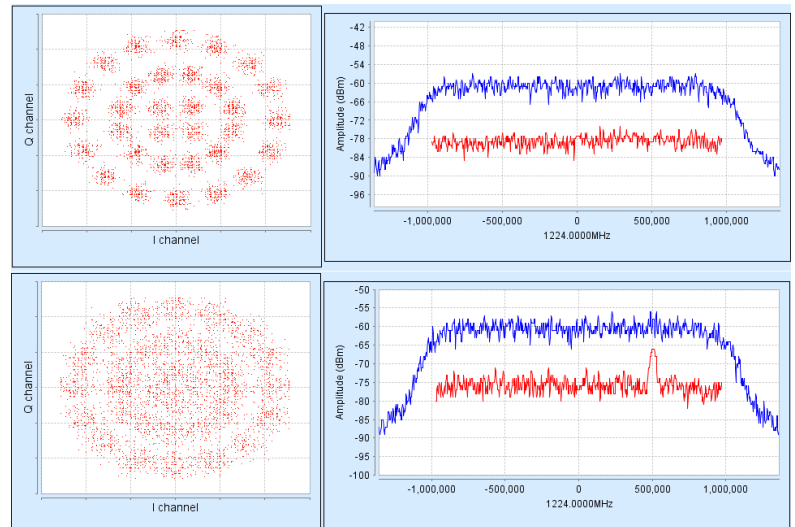 Q channel
I channel
Amplitude (dBm)
-42
-48
-54
-60
-66
-72
-78
-84
-90
-96
-1,000,000 -500,000 0 500,000 1,000,000
1224.0000MHz
Q channel
I channel
Amplitude (dBm)
-50
-55
-60
-65
-70
-75
-80
-85
-90
-95
-100
-1,000,000 -500,000 0 500,000 1,000,000
1224.0000MHz